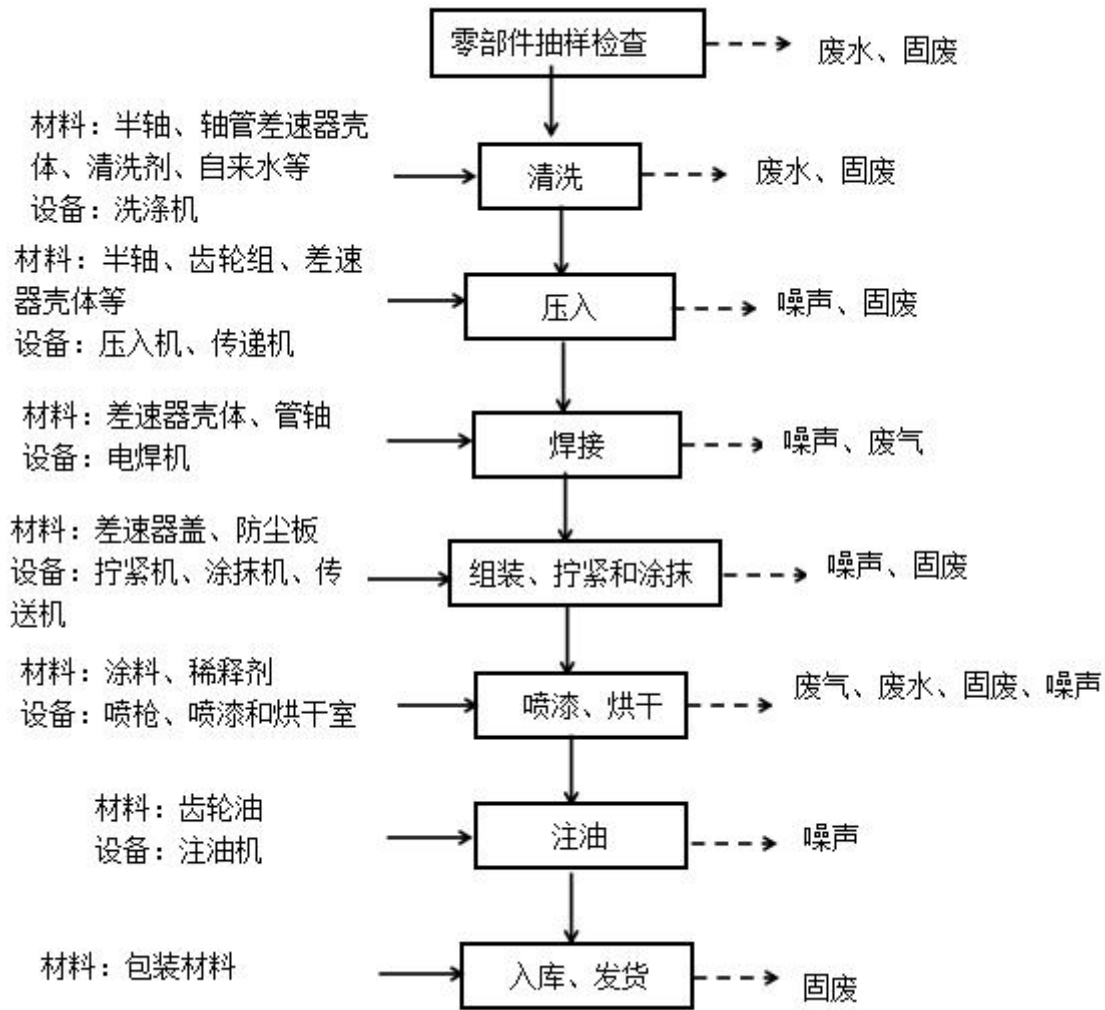 零部件抽样检查
废水、固废
材料：半轴、轴管差速器壳
体、清洗剂、自来水等
设备：洗涤机
清洗
废水、固废
材料：半轴、齿轮组、差速
器壳体等
设备：压入机、传递机
压入
噪声、固废
材料：差速器壳体、管轴
设备：电焊机
焊接
噪声、废气
材料：差速器盖、防尘板
设备：拧紧机、涂抹机、传
送机
组装、拧紧和涂抹
噪声、固废
材料：涂料、稀释剂
设备：喷枪、喷漆和烘干室
喷漆、烘干
废气、废水、固废、噪声
材料：齿轮油
设备：注油机
注油
噪声
材料：包装材料
入库、发货
固废